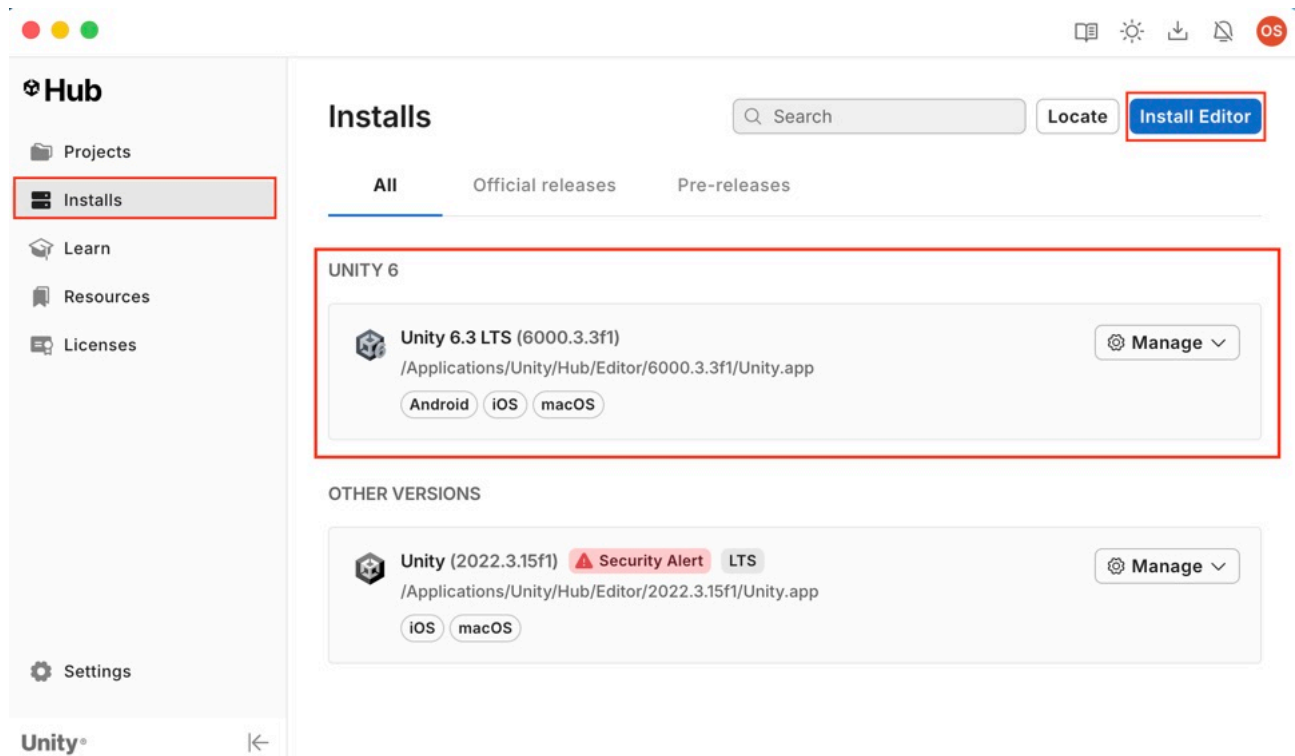 OS
Hub
Projects
Installs
Learn
Resources
Licenses
Settings
Unity
Installs
Search
Locate
Install Editor
All
Official releases
Pre-releases
UNITY 6
Unity 6.3 LTS (6000.3.3f1)
Manage
/Applications/Unity/Hub/Editor/6000.3.3f1/Unity.app
Android iOS macOS
OTHER VERSIONS
Unity (2022.3.15f1) Security Alert LTS
Manage
/Applications/Unity/Hub/Editor/2022.3.15f1/Unity.app
iOS macOS